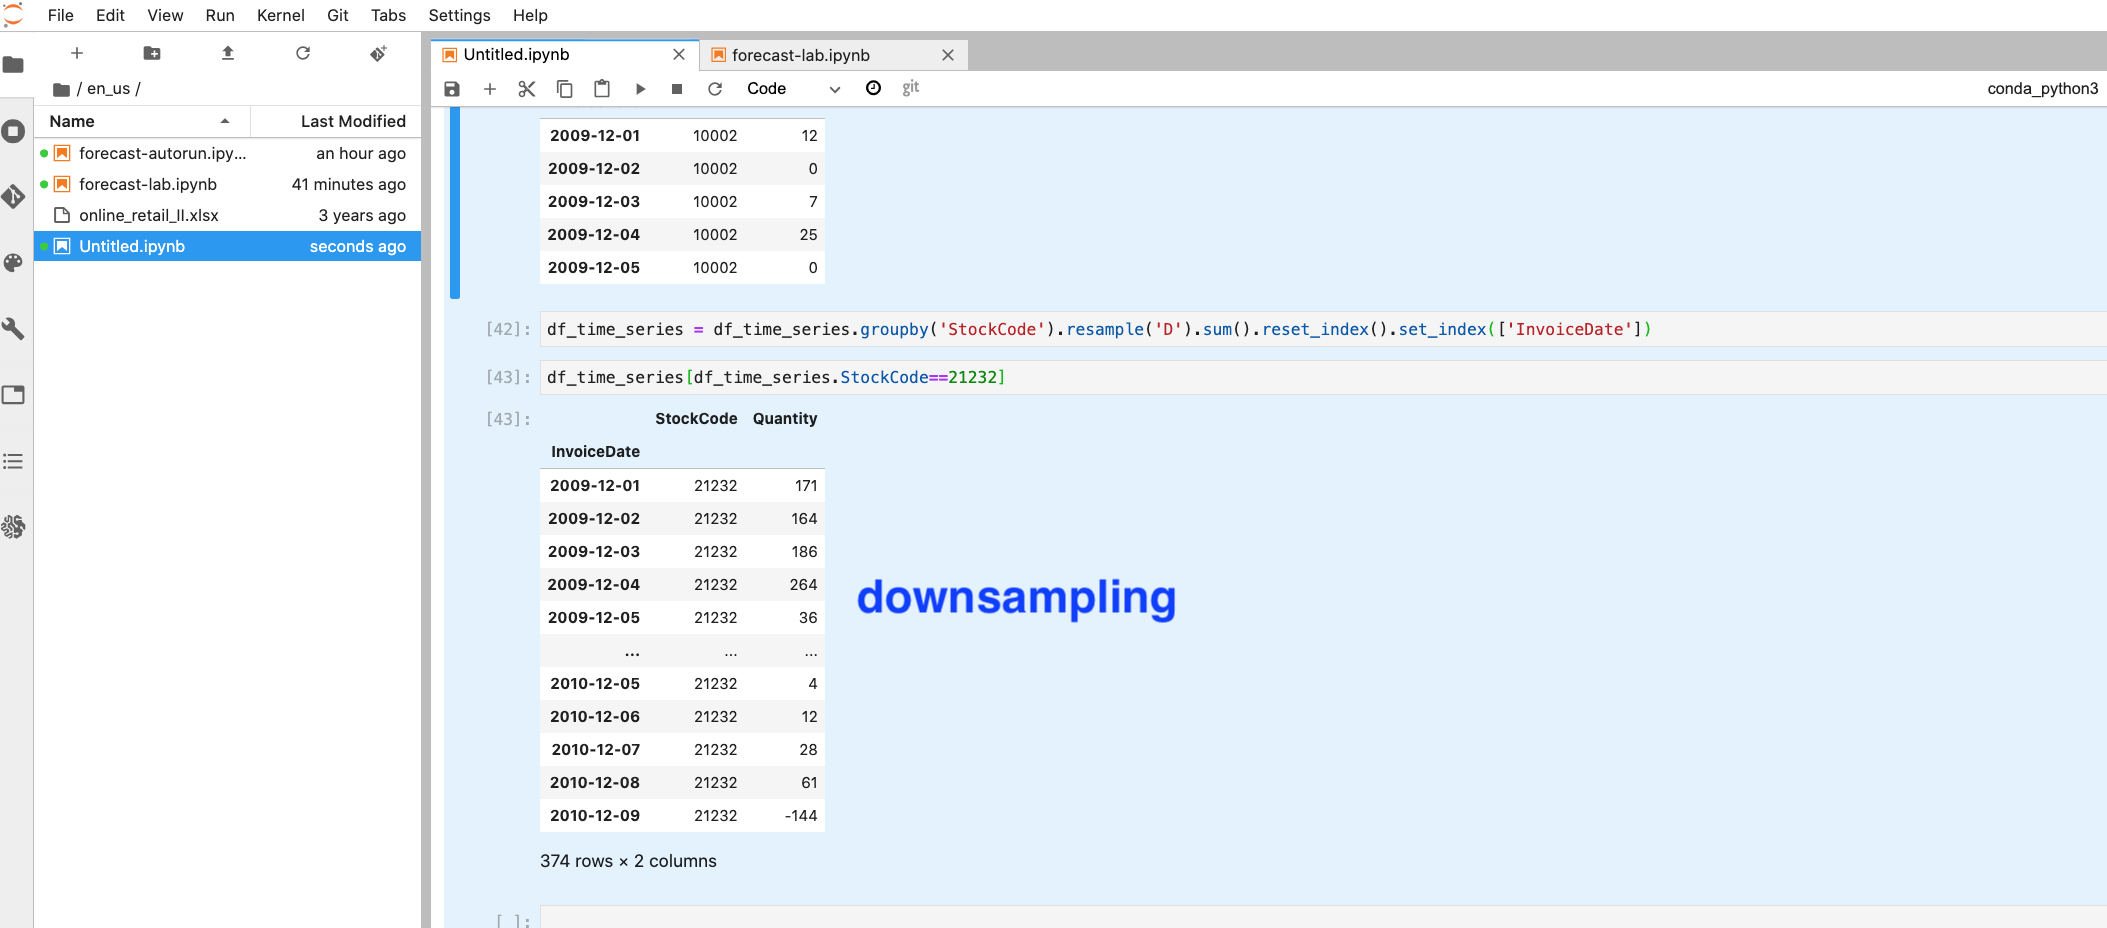 File Edit View Run Kernel Git Tabs Settings Help
/ en_us /
Name Last Modified
forecast-autorun.ipy... an hour ago
forecast-lab.ipynb 41 minutes ago
online_retail_II.xlsx 3 years ago
Untitled.ipynb seconds ago
Untitled.ipynb forecast-lab.ipynb
Code git conda_python3
2009-12-01 10002 12
2009-12-02 10002 0
2009-12-03 10002 7
2009-12-04 10002 25
2009-12-05 10002 0
[42]: df_time_series = df_time_series.groupby('StockCode').resample('D').sum().reset_index().set_index(['InvoiceDate'])
[43]: df_time_series[df_time_series.StockCode==21232]
[43]: StockCode Quantity
InvoiceDate
2009-12-01 21232 171
2009-12-02 21232 164
2009-12-03 21232 186
2009-12-04 21232 264
2009-12-05 21232 36
... ... ...
2010-12-05 21232 4
2010-12-06 21232 12
2010-12-07 21232 28
2010-12-08 21232 61
2010-12-09 21232 -144
downsampling
374 rows × 2 columns
[ ]: